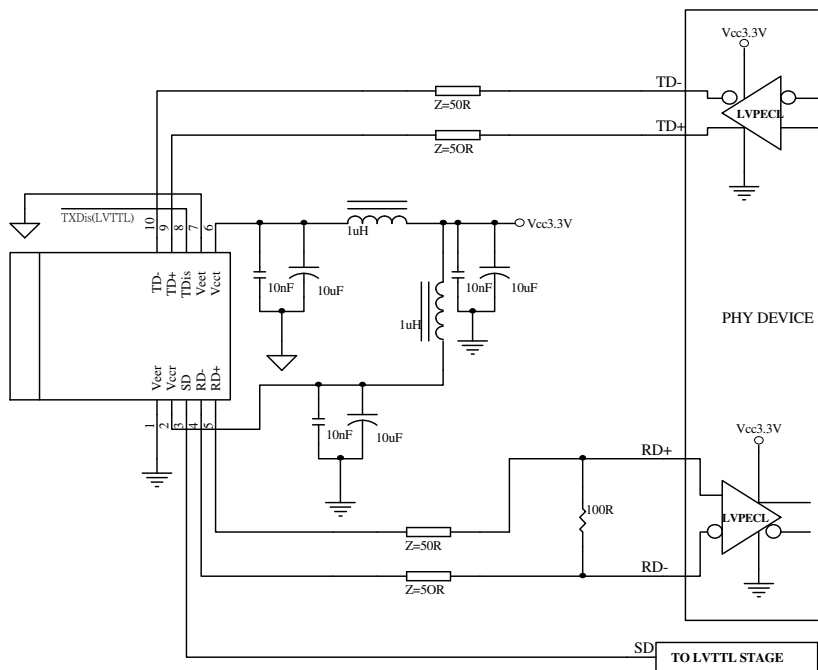 Vcc3.3V
TD-
Z=50R
LVPECL
TD+
Z=5OR
TXDis(LVTTL)
10
9
8
7
6
1uH
Vcc3.3V
TD-
TD+
TDis
Veet
Vcct
10nF
10uF
10nF
10uF
1uH
PHY DEVICE
Veer
Vccr
SD
RD-
RD+
1
2
3
4
5
10nF
10uF
Vcc3.3V
RD+
100R
LVPECL
Z=50R
RD-
Z=5OR
SD
TO LVTTL STAGE